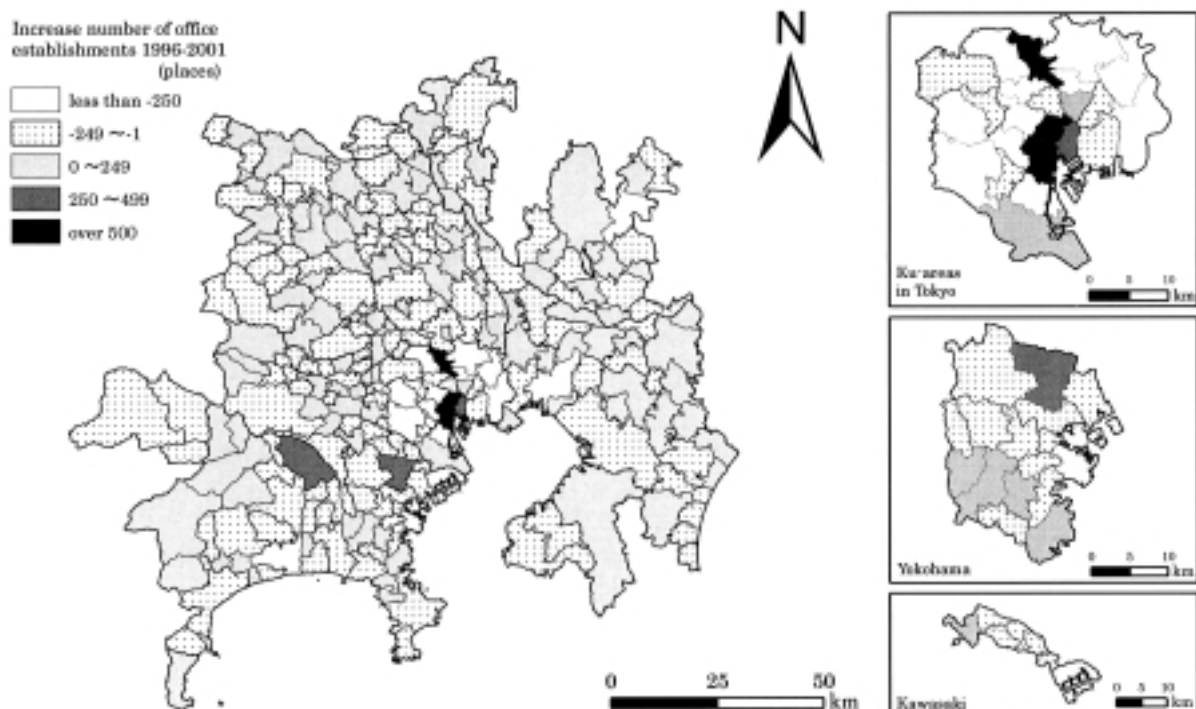 Increase number of office
establishments 1996-2001
(places)
less than -250
-249 ~-1
0 ~249
250 ~499
over 500
N
0 25 50
km
Ku-areas
in Tokyo
0 5 10
km
Yokohama
0 5 10
km
Kawasaki
0 5 10
km